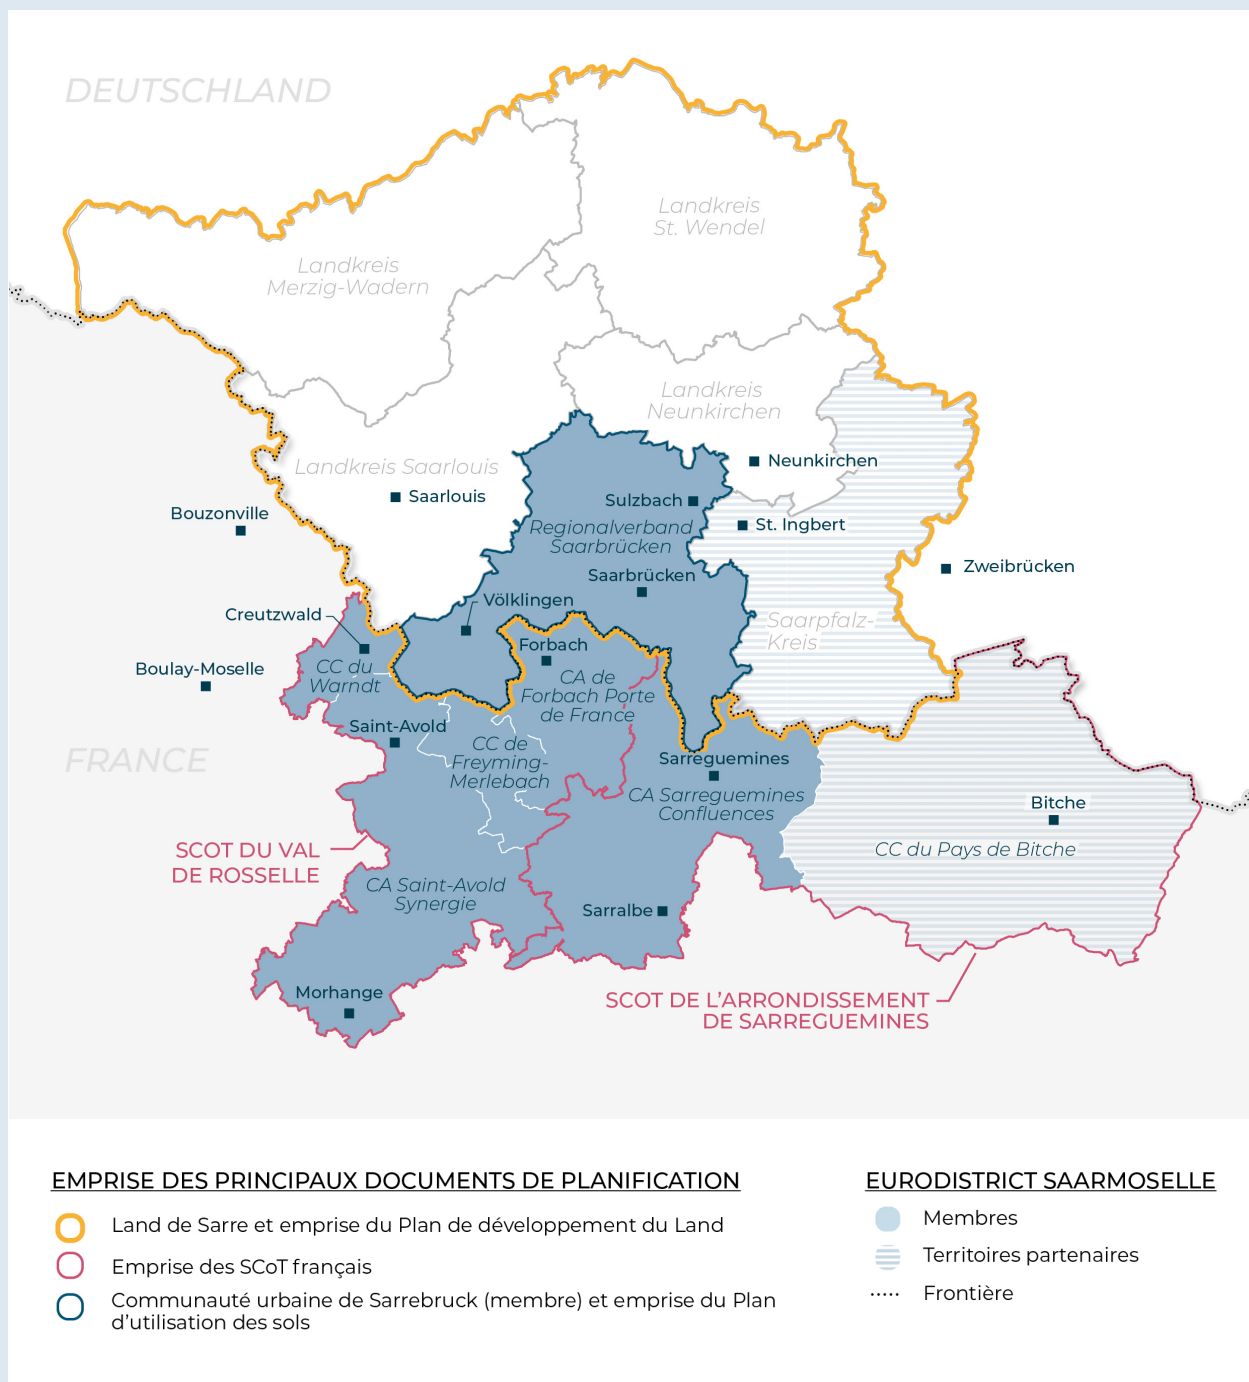 DEUTSCHLAND
Landkreis
St. Wendel
Landkreis
Merzig-Wadern
Landkreis
Neunkirchen
Neunkirchen
Landkreis Saarlouis
Saarlouis
Sulzbach
Bouzonville
Regionalverband
Saarbrücken
St. Ingbert
Zweibrücken
Saarbrücken
Völklingen
Creutzwald
Saarpfalz-
Kreis
Forbach
Boulay-Moselle
CC du
Warndt
CA de
Forbach Porte
de France
Saint-Avold
FRANCE
CC de
Freyming-
Merlebach
Sarreguemines
CA Sarreguemines
Confluences
Bitche
CC du Pays de Bitche
SCOT DU VAL
DE ROSSELLE
CA Saint-Avold
Synergie
Sarralbe
Morhange
SCOT DE L’ARRONDISSEMENT
DE SARREGUEMINES
EMPRISE DES PRINCIPAUX DOCUMENTS DE PLANIFICATION
Land de Sarre et emprise du Plan de développement du Land
Emprise des SCoT français
Communauté urbaine de Sarrebruck (membre) et emprise du Plan
d’utilisation des sols
EURODISTRICT SAARMOSELLE
Membres
Territoires partenaires
Frontière